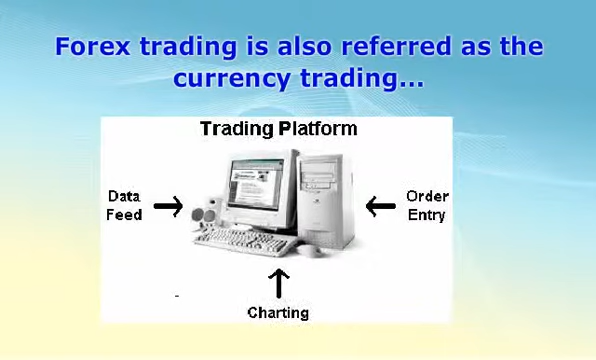 Forex trading is also referred as the
currency trading...
Trading Platform
Data
Feed
Order
Entry
Charting